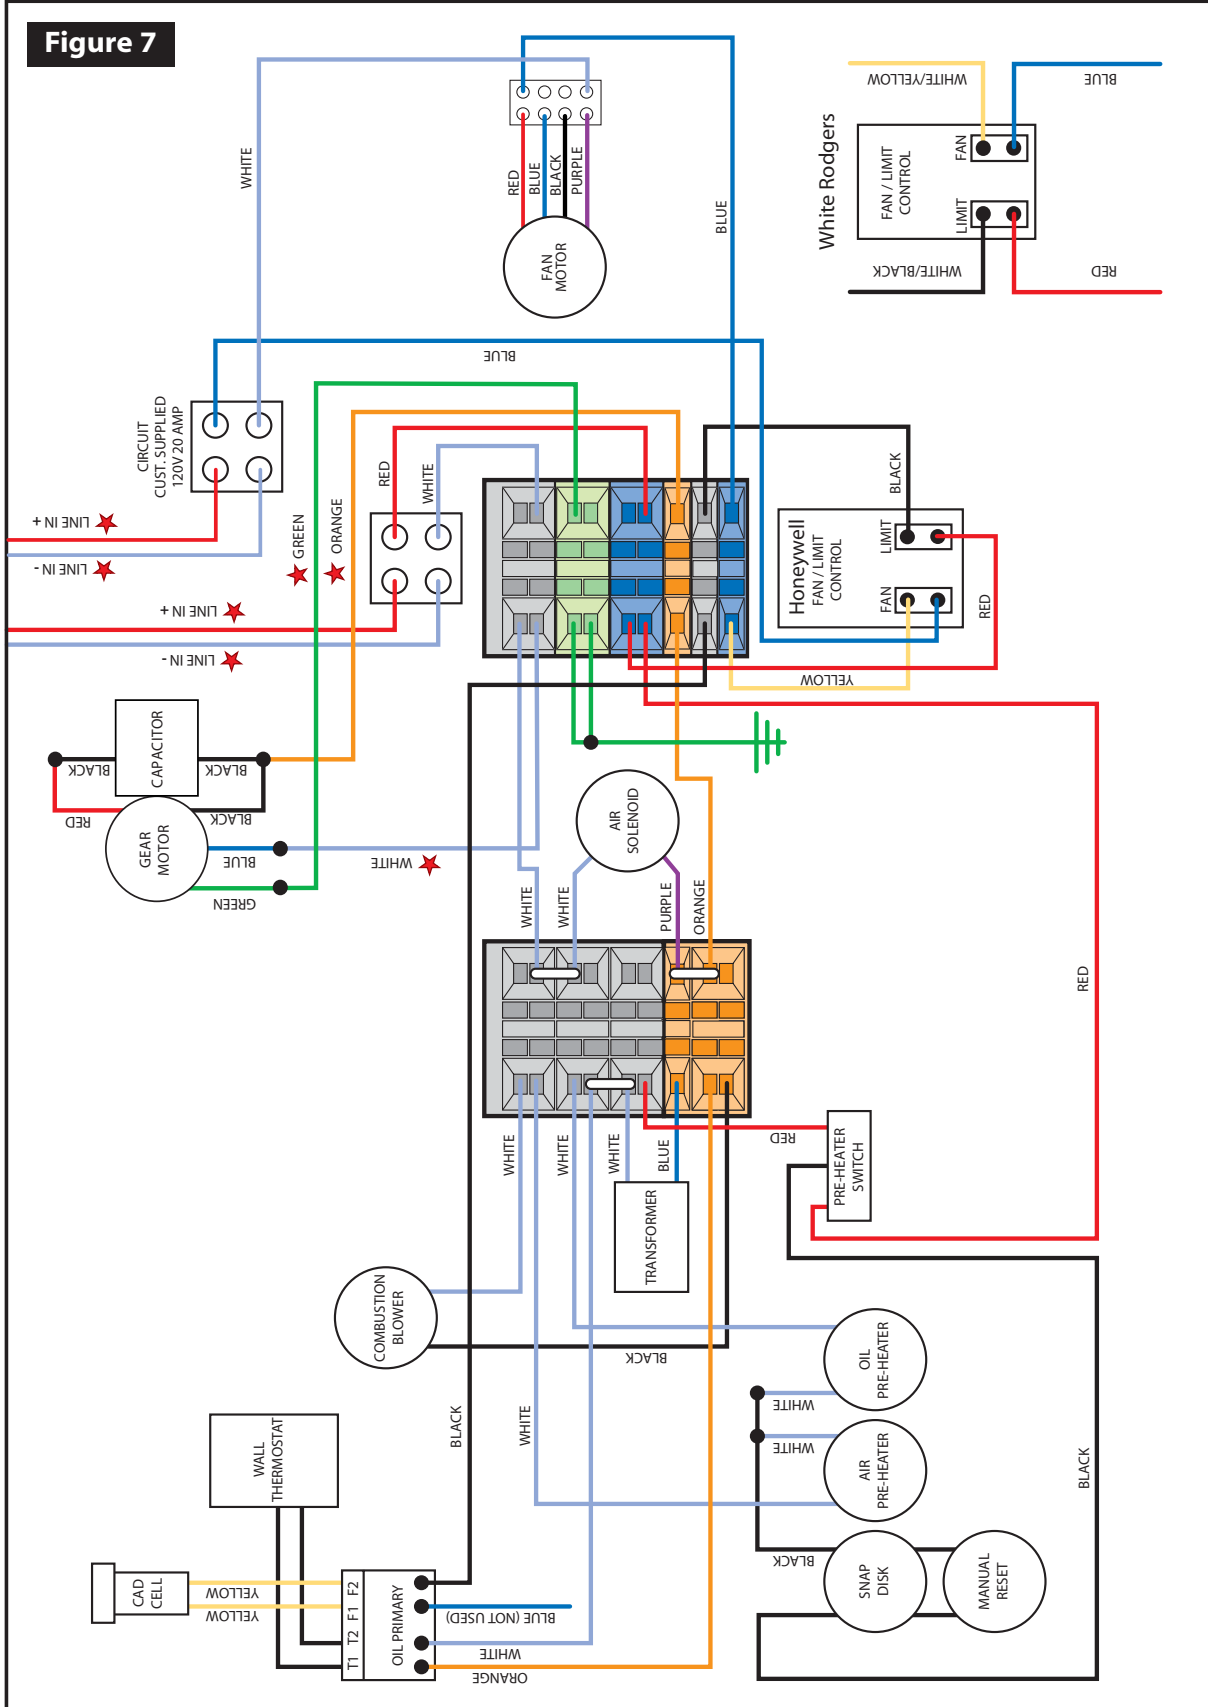 Figure 7
WHITE
RED
BLUE
BLACK
PURPLE
FAN
MOTOR
BLUE
White Rodgers
WHITE/YELLOW
BLUE
FAN / LIMIT
CONTROL
FAN
LIMIT
WHITE/BLACK
RED
BLUE
CIRCUIT
CUST. SUPPLIED
120V 20 AMP
LINE IN +
LINE IN -
GREEN
ORANGE
RED
WHITE
LINE IN +
LINE IN -
BLACK
Honeywell
FAN / LIMIT
CONTROL
LIMIT
FAN
RED
YELLOW
CAPACITOR
BLACK
BLACK
RED
BLACK
GEAR
MOTOR
BLUE
WHITE
GREEN
AIR
SOLENOID
WHITE
WHITE
PURPLE
ORANGE
RED
WHITE
WHITE
WHITE
BLUE
RED
PRE-HEATER
SWITCH
TRANSFORMER
COMBUSTION
BLOWER
BLACK
OIL
PRE-HEATER
WHITE
WHITE
AIR
PRE-HEATER
BLACK
WHITE
BLACK
WALL
THERMOSTAT
CAD
CELL
YELLOW
YELLOW
T1
T2
F1
F2
OIL PRIMARY
BLUE (NOT USED)
WHITE
ORANGE
BLACK
SNAP
DISK
MANUAL
RESET